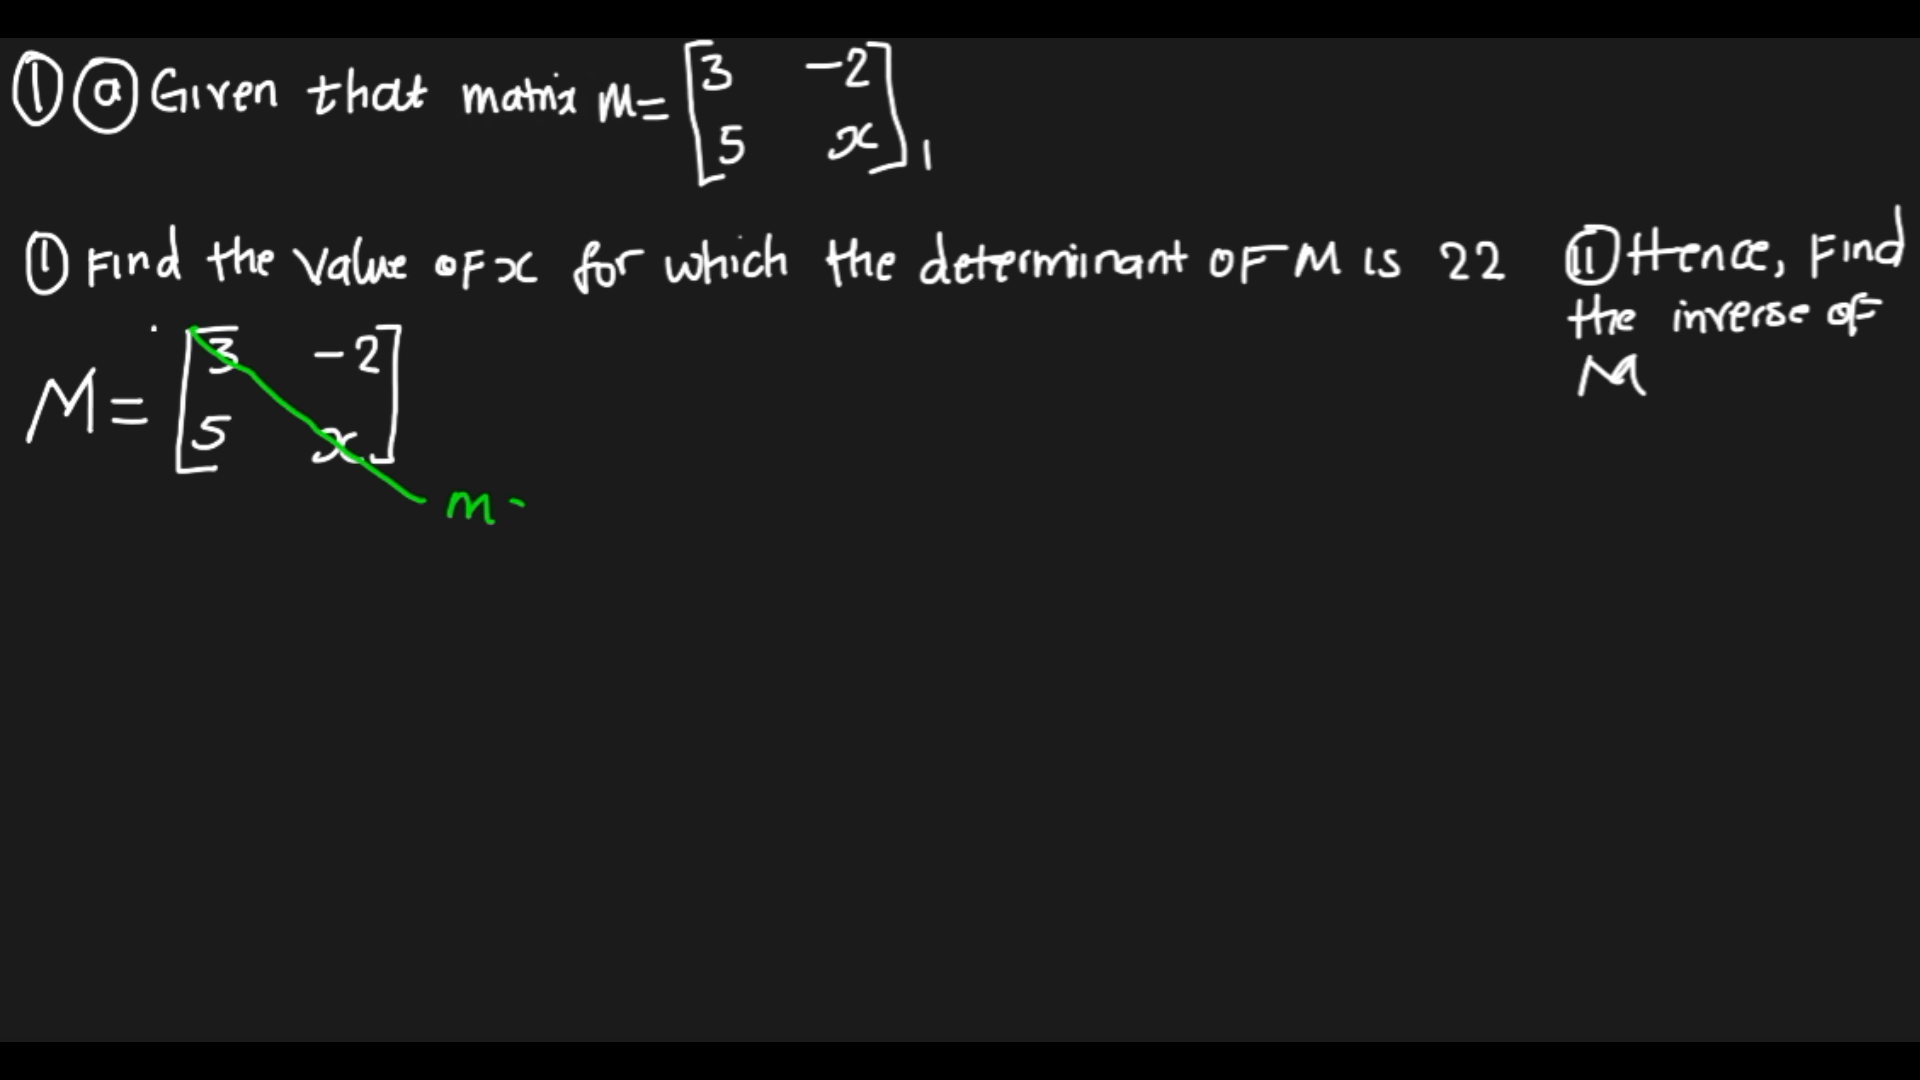 ① ⓐ Given that matrix M= [3 -2
5 x],
① Find the value of x for which the determinant of M is 22
⑪ Hence, Find
the inverse of
M
M= [3 -2
5 x]
M -